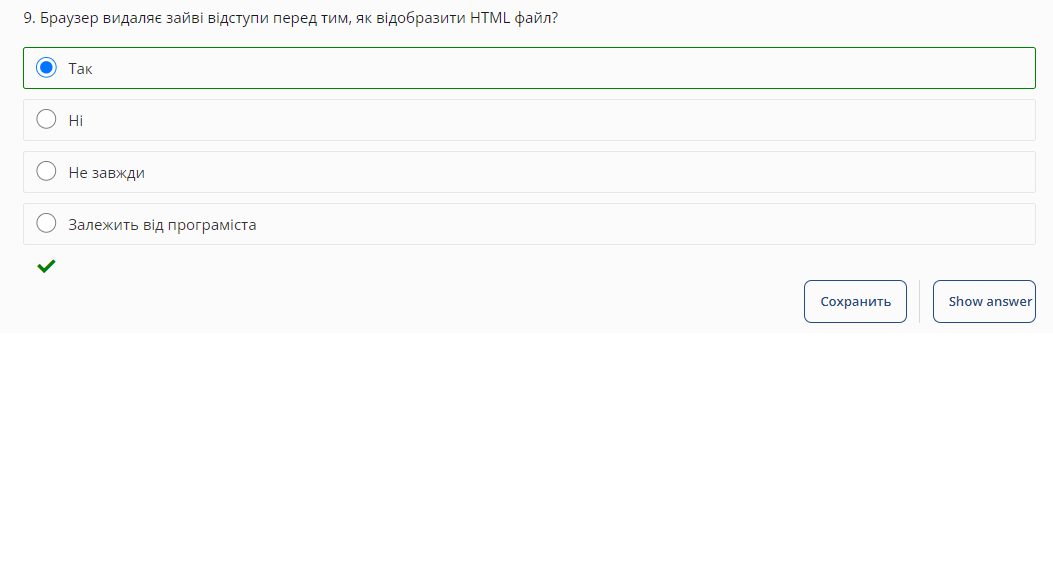 9. Браузер видаляє зайві відступи перед тим, як відобразити HTML файл?
Так
Ні
Не завжди
Залежить від програміста
Сохранить
Show answer